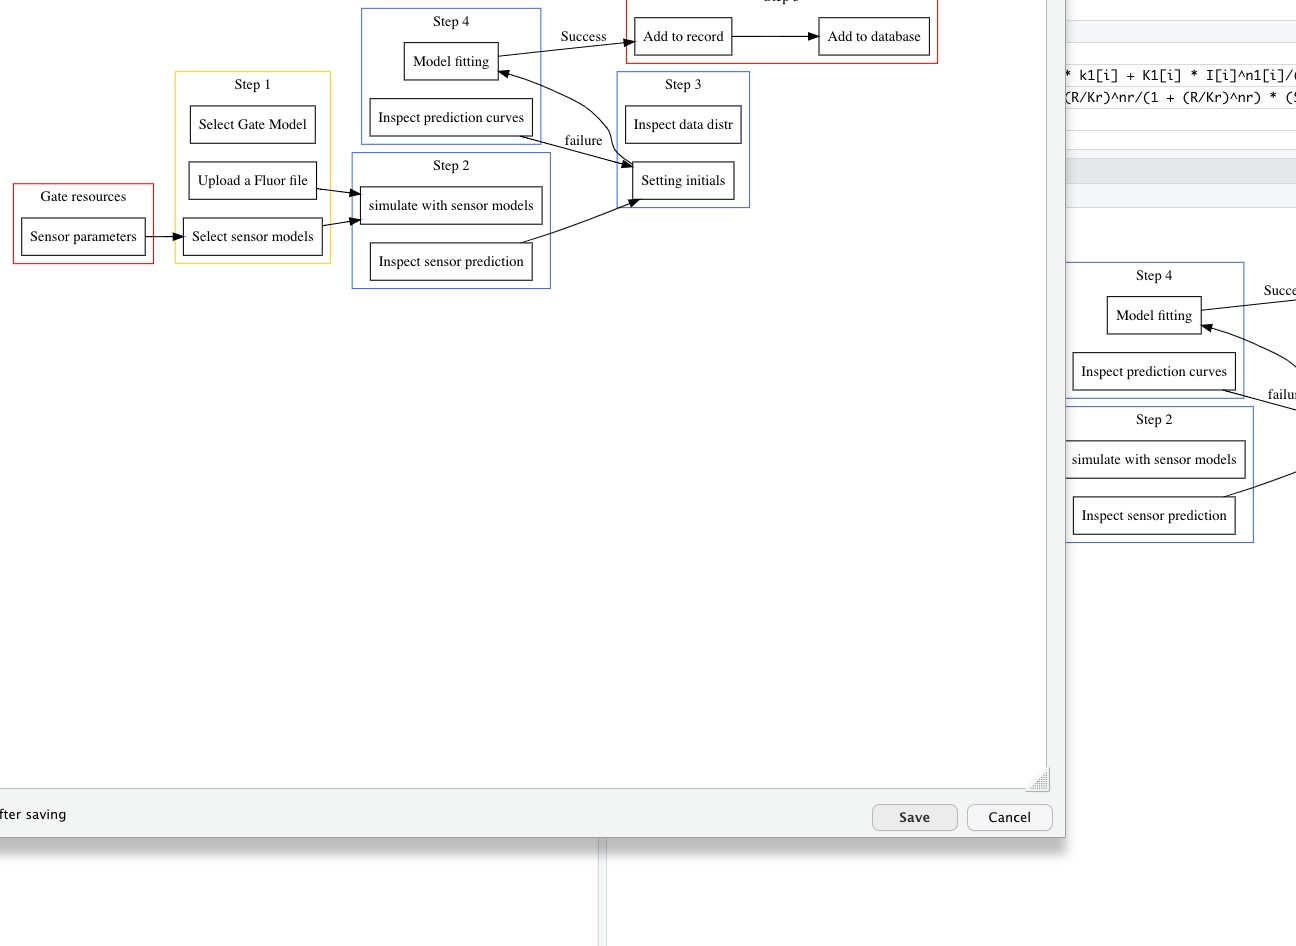 Step 4
Model fitting
Success
Add to record
Add to database
Step 1
Select Gate Model
Upload a Fluor file
Select sensor models
Gate resources
Sensor parameters
Inspect prediction curves
failure
Step 3
Inspect data distr
Setting initials
Step 2
simulate with sensor models
Inspect sensor prediction
* k1[i] + K1[i] * I[i]^n1[i]/
(R/Kr)^nr/(1 + (R/Kr)^nr) *
Step 4
Succe
Model fitting
Inspect prediction curves
failur
Step 2
simulate with sensor models
Inspect sensor prediction
fter saving
Save
Cancel